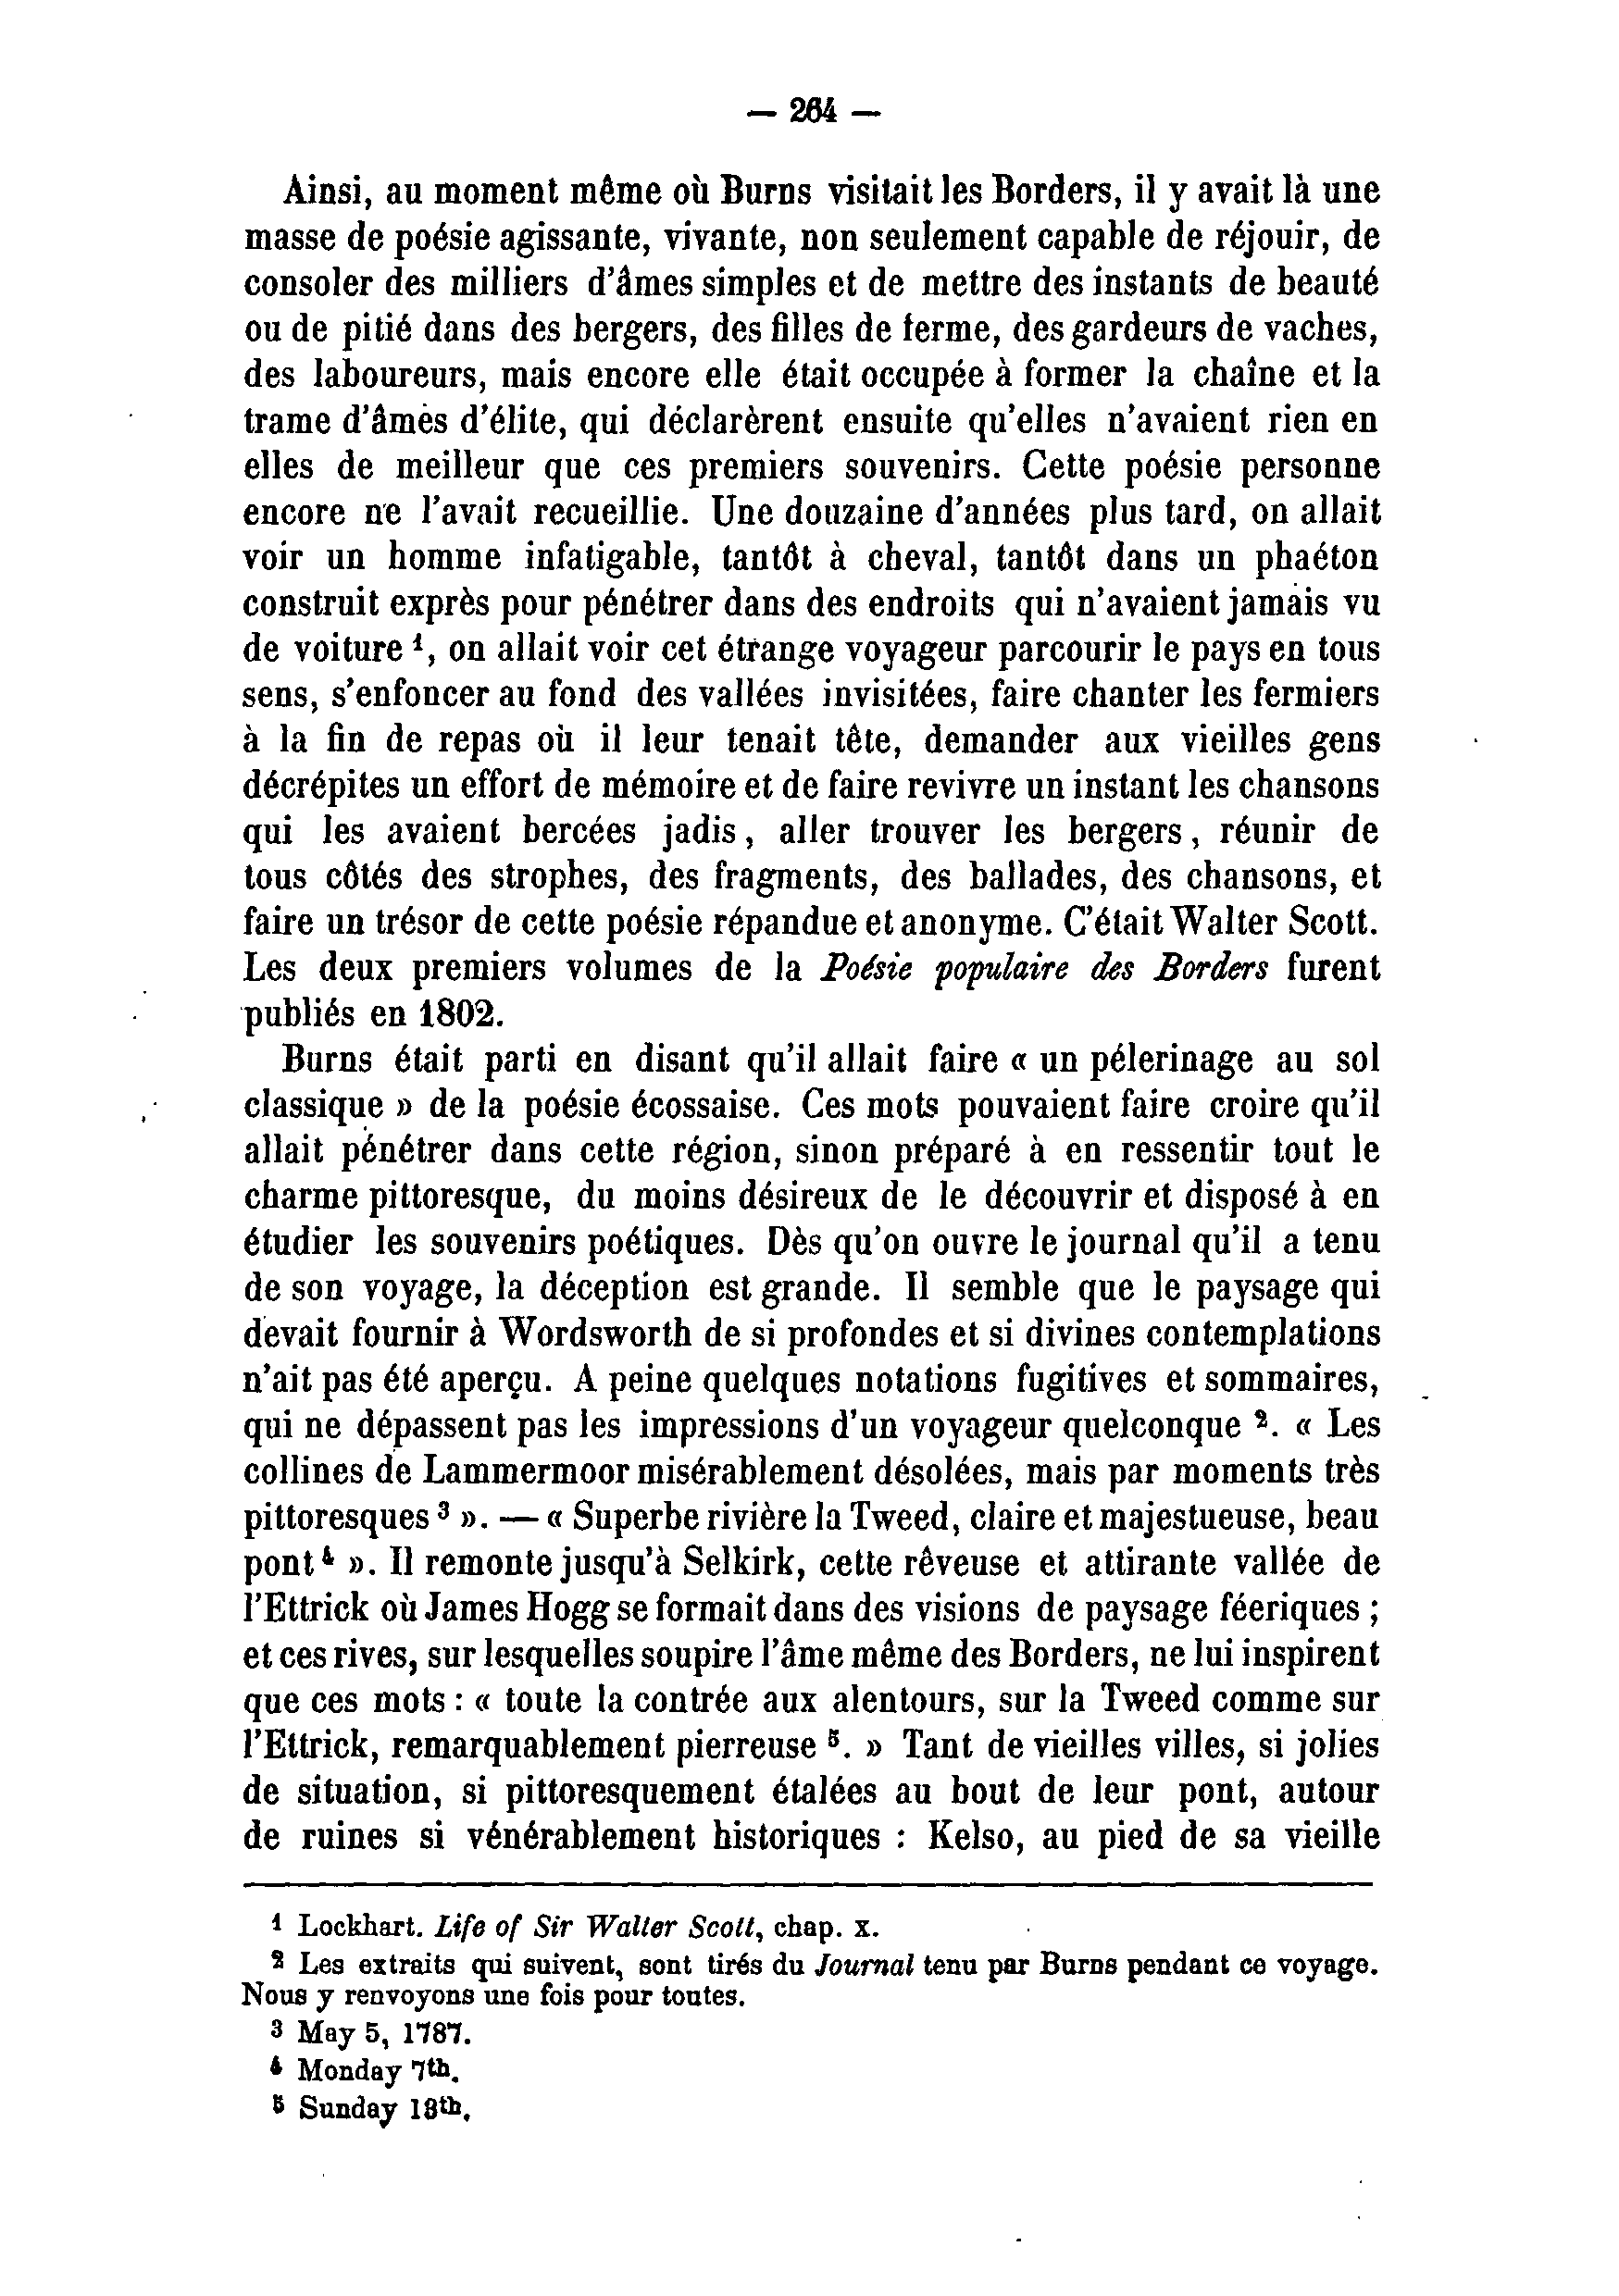 — 264 —
Ainsi, au moment même où Burns visitait les Borders, il y avait là une
masse de poésie agissante, vivante, non seulement capable de réjouir, de
consoler des milliers d'âmes simples et de mettre des instants de beauté
ou de pitié dans des bergers, des filles de ferme, des gardeurs de vaches,
des laboureurs, mais encore elle était occupée à former la chaîne et la
trame d'âmes d'élite, qui déclarèrent ensuite qu'elles n'avaient rien en
elles de meilleur que ces premiers souvenirs. Cette poésie personne
encore ne l'avait recueillie. Une douzaine d'années plus tard, on allait
voir un homme infatigable, tantôt à cheval, tantôt dans un phaéton
construit exprès pour pénétrer dans des endroits qui n'avaient jamais vu
de voiture ¹, on allait voir cet étrange voyageur parcourir le pays en tous
sens, s'enfoncer au fond des vallées invisitées, faire chanter les fermiers
à la fin de repas où il leur tenait tête, demander aux vieilles gens
décrépites un effort de mémoire et de faire revivre un instant les chansons
qui les avaient bercées jadis, aller trouver les bergers, réunir de
tous côtés des strophes, des fragments, des ballades, des chansons, et
faire un trésor de cette poésie répandue et anonyme. C'était Walter Scott.
Les deux premiers volumes de la Poésie populaire des Borders furent
publiés en 1802.
Burns était parti en disant qu'il allait faire « un pélerinage au sol
classique » de la poésie écossaise. Ces mots pouvaient faire croire qu'il
allait pénétrer dans cette région, sinon préparé à en ressentir tout le
charme pittoresque, du moins désireux de le découvrir et disposé à en
étudier les souvenirs poétiques. Dès qu'on ouvre le journal qu'il a tenu
de son voyage, la déception est grande. Il semble que le paysage qui
devait fournir à Wordsworth de si profondes et si divines contemplations
n'ait pas été aperçu. A peine quelques notations fugitives et sommaires,
qui ne dépassent pas les impressions d'un voyageur quelconque ². « Les
collines de Lammermoor misérablement désolées, mais par moments très
pittoresques ³ ». — « Superbe rivière la Tweed, claire et majestueuse, beau
pont ⁴ ». Il remonte jusqu'à Selkirk, cette rêveuse et attirante vallée de
l'Ettrick où James Hogg se formait dans des visions de paysage féeriques ;
et ces rives, sur lesquelles soupire l'âme même des Borders, ne lui inspirent
que ces mots : « toute la contrée aux alentours, sur la Tweed comme sur
l'Ettrick, remarquablement pierreuse ⁵. » Tant de vieilles villes, si jolies
de situation, si pittoresquement étalées au bout de leur pont, autour
de ruines si vénérablement historiques : Kelso, au pied de sa vieille
¹ Lockhart. Life of Sir Walter Scott, chap. X.
² Les extraits qui suivent, sont tirés du Journal tenu par Burns pendant ce voyage.
Nous y renvoyons une fois pour toutes.
³ May 5, 1787.
⁴ Monday 7th.
⁵ Sunday 13th.